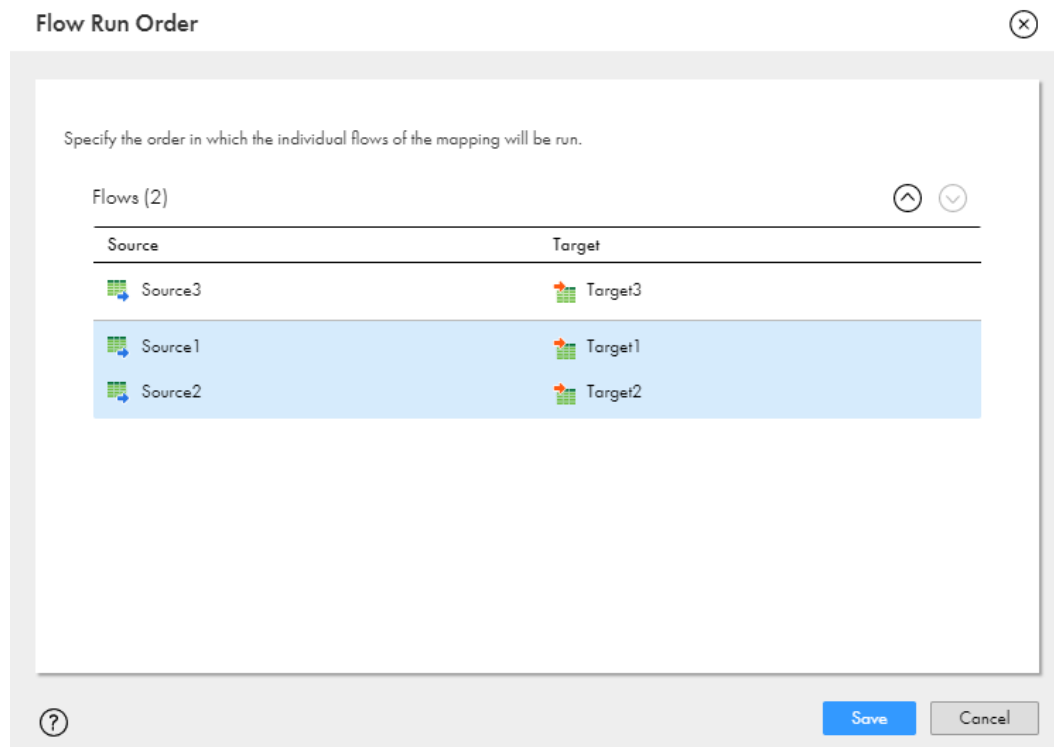 Flow Run Order
Specify the order in which the individual flows of the mapping will be run.
Flows (2)
Source Target
Source3 Target3
Source1 Target1
Source2 Target2
? Save Cancel